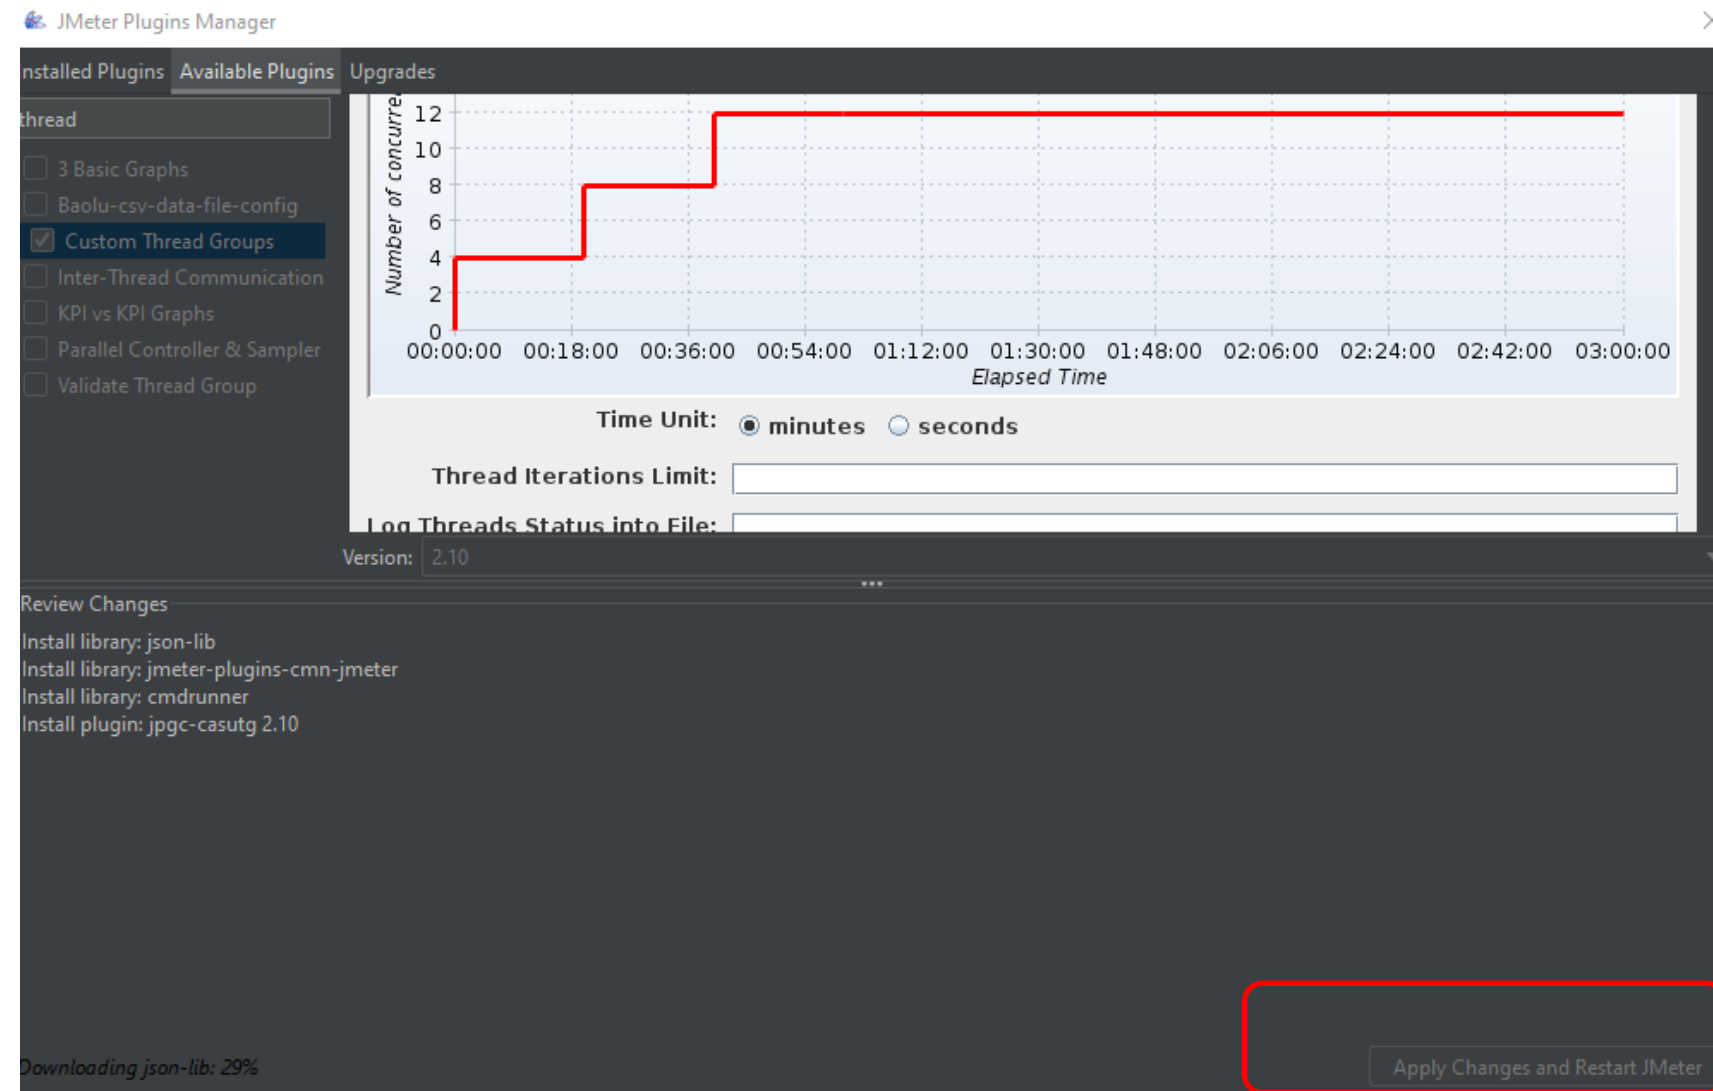 JMeter Plugins Manager
nstalled Plugins Available Plugins Upgrades
thread
3 Basic Graphs
Baolu-csv-data-file-config
Custom Thread Groups
Inter-Thread Communication
KPI vs KPI Graphs
Parallel Controller & Sampler
Validate Thread Group
Number of concurre
12
10
8
6
4
2
0
00:00:00 00:18:00 00:36:00 00:54:00 01:12:00 01:30:00 01:48:00 02:06:00 02:24:00 02:42:00 03:00:00
Elapsed Time
Time Unit: minutes seconds
Thread Iterations Limit:
Log Threads Status into File:
Version: 2.10
Review Changes
Install library: json-lib
Install library: jmeter-plugins-cmn-jmeter
Install library: cmdrunner
Install plugin: jpgc-casutg 2.10
Downloading json-lib: 29%
Apply Changes and Restart JMeter